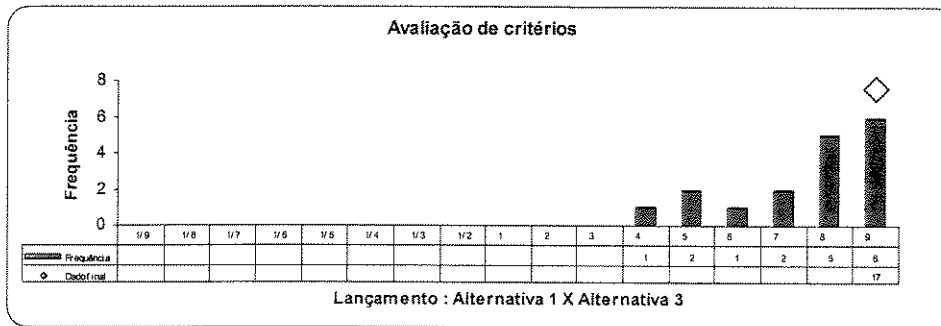 Avaliação de critérios
Frequência
8
6
4
2
0
1/9 1/8 1/7 1/6 1/5 1/4 1/3 1/2 1 2 3 4 5 6 7 8 9
Frequência 1 2 1 2 5 6
Dado final 17
Lançamento : Alternativa 1 X Alternativa 3